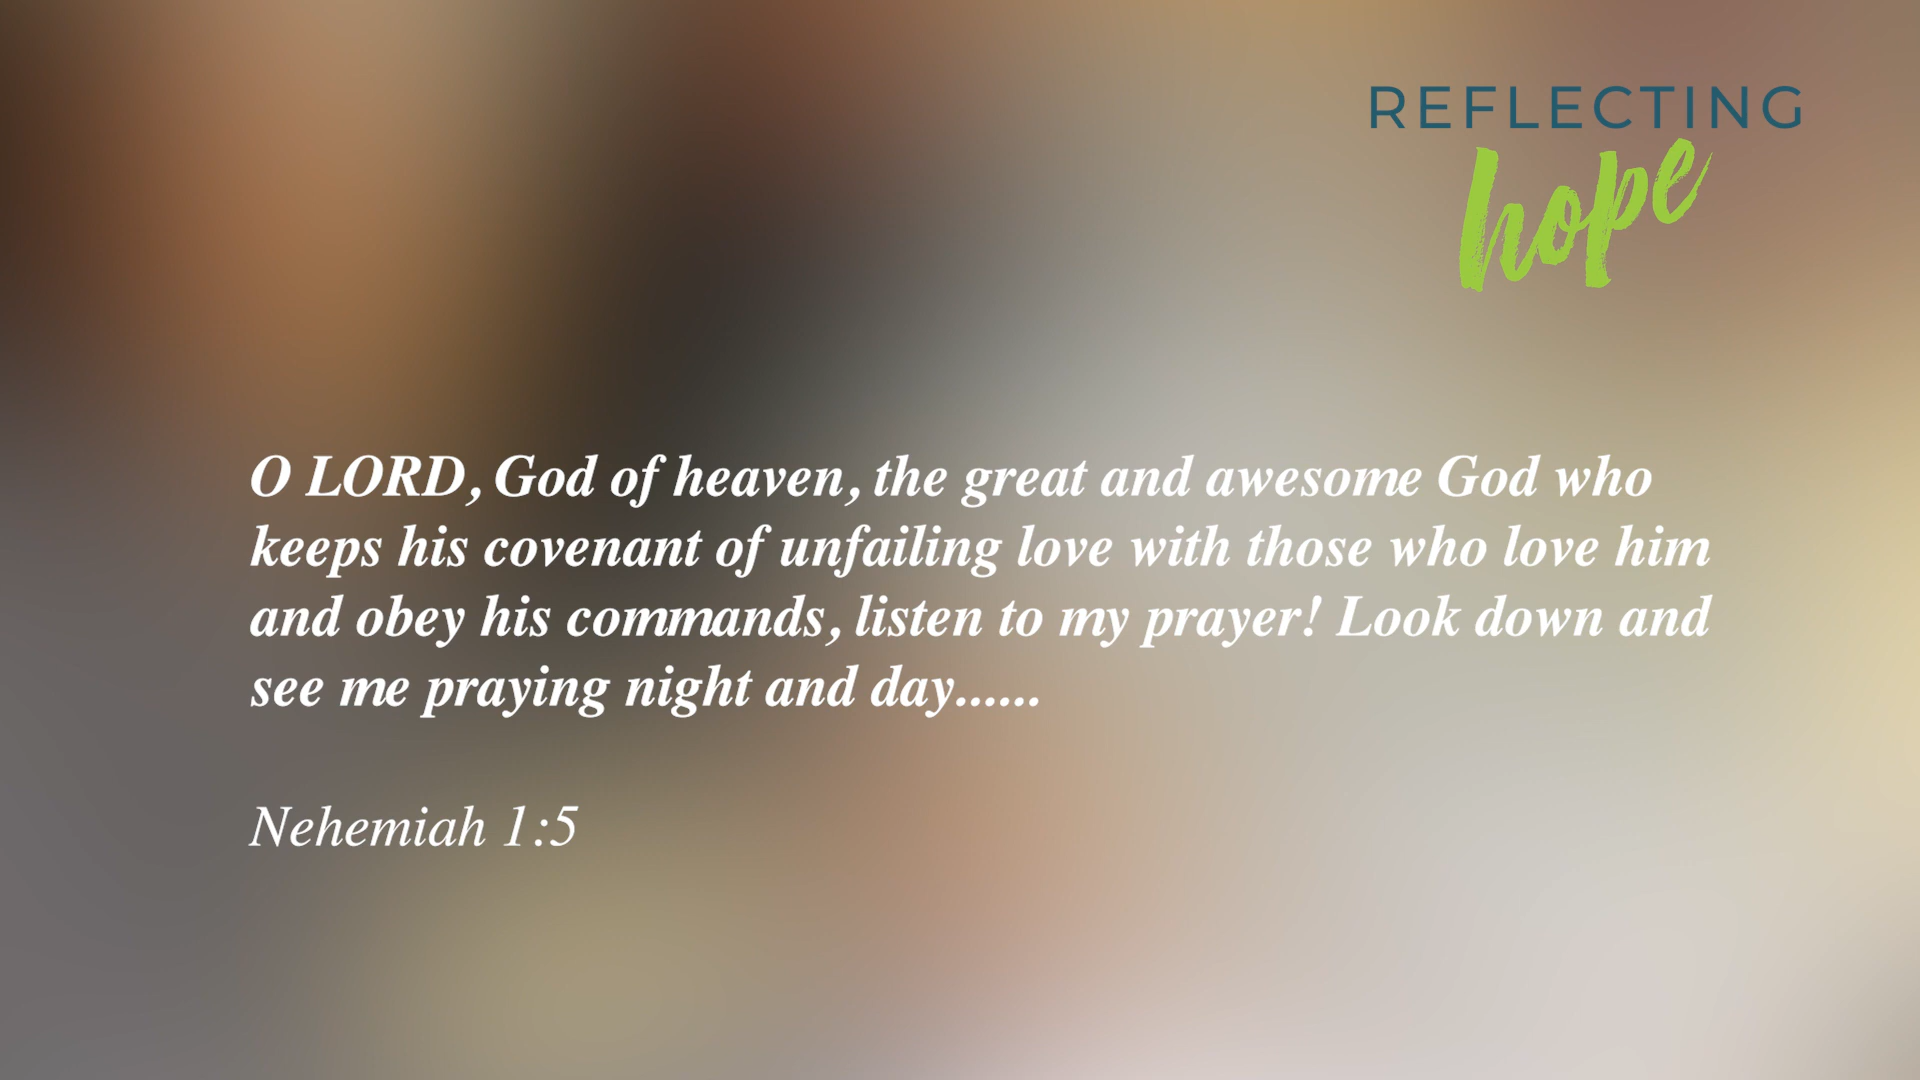 REFLECTING
hope
O LORD, God of heaven, the great and awesome God who
keeps his covenant of unfailing love with those who love him
and obey his commands, listen to my prayer! Look down and
see me praying night and day......
Nehemiah 1:5